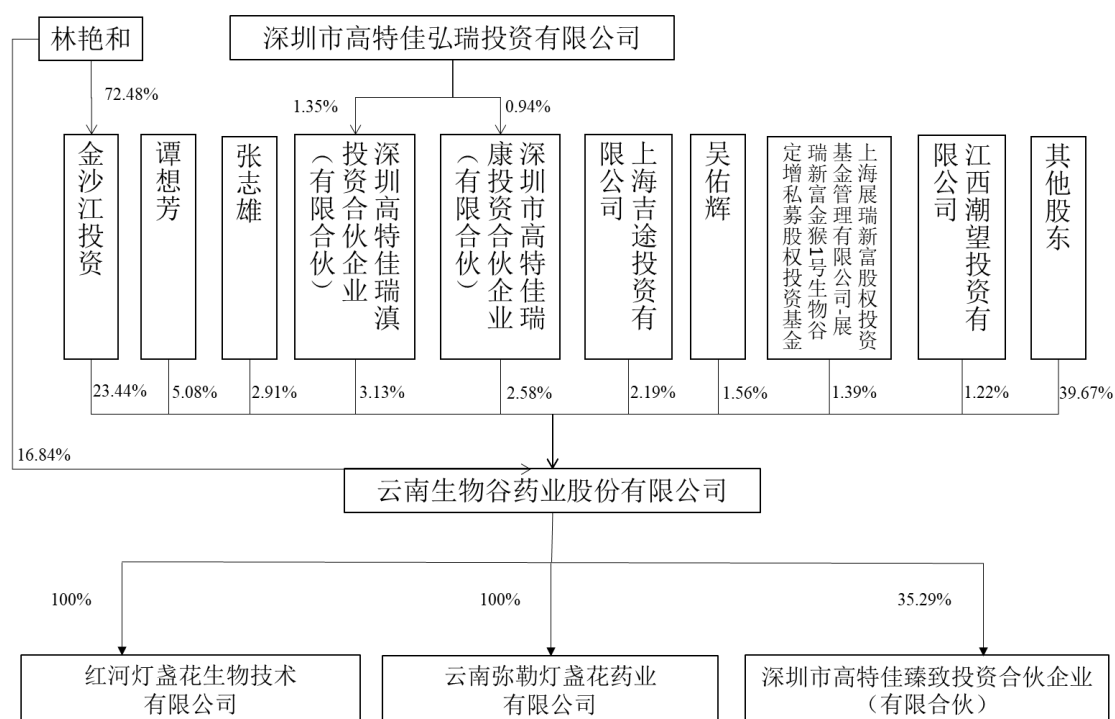 林艳和
深圳市高特佳弘瑞投资有限公司
72.48%
1.35%
0.94%
金沙江投资
谭想芳
张志雄
深圳高特佳瑞滇
投资合伙企业
（有限合伙）
深圳市高特佳瑞
康投资合伙企业
（有限合伙）
上海吉途投资有
限公司
吴佑辉
上海展瑞新富股权投资
基金管理有限公司-展
瑞新富金猴1号生物谷
定增私募股权投资基金
江西潮望投资有
限公司
其他股东
23.44%
5.08%
2.91%
3.13%
2.58%
2.19%
1.56%
1.39%
1.22%
39.67%
16.84%
云南生物谷药业股份有限公司
100%
100%
35.29%
红河灯盏花生物技术
有限公司
云南弥勒灯盏花药业
有限公司
深圳市高特佳臻致投资合伙企业
（有限合伙）